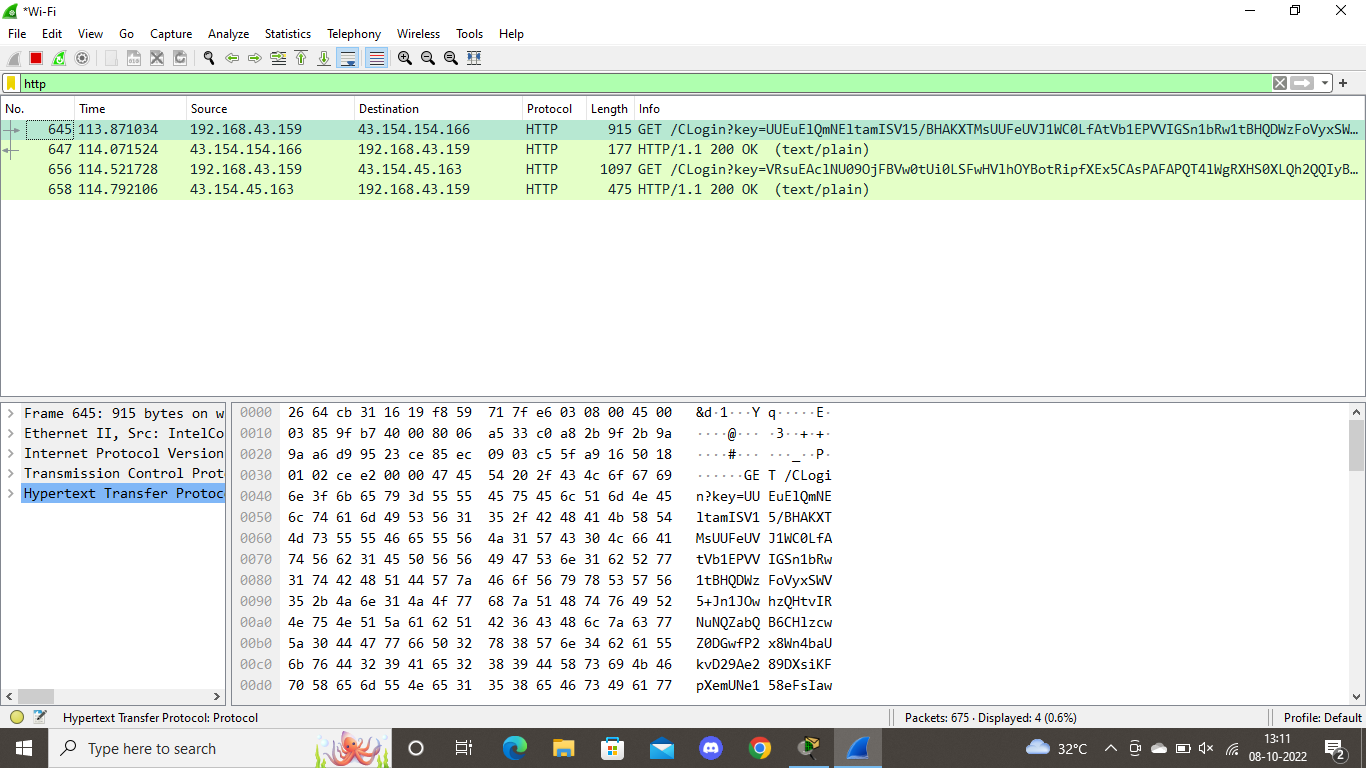 *Wi-Fi
File Edit View Go Capture Analyze Statistics Telephony Wireless Tools Help
http
No. Time Source Destination Protocol Length Info
645 113.871034 192.168.43.159 43.154.154.166 HTTP 915 GET /CLogin?key=UUEuElQmNEltamISV15/BHAKXTMsUUFeUVJ1WC0LfAtVb1EPVVIGSn1bRw1tBHQDWzFoVyxSW…
647 114.071524 43.154.154.166 192.168.43.159 HTTP 177 HTTP/1.1 200 OK (text/plain)
656 114.521728 192.168.43.159 43.154.45.163 HTTP 1097 GET /CLogin?key=VRsuEAclNU09OjFBVw0tUi0LSFwHVlhOYBotRipfXEx5CAsPAFAPQT4lWgRXHS0XLQh2QQIyB…
658 114.792106 43.154.45.163 192.168.43.159 HTTP 475 HTTP/1.1 200 OK (text/plain)
Frame 645: 915 bytes on w
Ethernet II, Src: IntelCo
Internet Protocol Version
Transmission Control Prot
Hypertext Transfer Protoc
0000 26 64 cb 31 16 19 f8 59 71 7f e6 03 08 00 45 00 &d·1···Y q·····E·
0010 03 85 9f b7 40 00 80 06 a5 33 c0 a8 2b 9f 2b 9a ····@··· ·3··+·+·
0020 9a a6 d9 95 23 ce 85 ec 09 03 c5 5f a9 16 50 18 ····#··· ···_··P·
0030 01 02 ce e2 00 00 47 45 54 20 2f 43 4c 6f 67 69 ······GE T /CLogi
0040 6e 3f 6b 65 79 3d 55 55 45 75 45 6c 51 6d 4e 45 n?key=UU EuElQmNE
0050 6c 74 61 6d 49 53 56 31 35 2f 42 48 41 4b 58 54 ltamISV1 5/BHAKXT
0060 4d 73 55 55 46 65 55 56 4a 31 57 43 30 4c 66 41 MsUUFeUV J1WC0LfA
0070 74 56 62 31 45 50 56 56 49 47 53 6e 31 62 52 77 tVb1EPVV IGSn1bRw
0080 31 74 42 48 51 44 57 7a 46 6f 56 79 78 53 57 56 1tBHQDWz FoVyxSWV
0090 35 2b 4a 6e 31 4a 4f 77 68 7a 51 48 74 76 49 52 5+Jn1JOw hzQHtvIR
00a0 4e 75 4e 51 5a 61 62 51 42 36 43 48 6c 7a 63 77 NuNQZabQ B6CHlzcw
00b0 5a 30 44 47 77 66 50 32 78 38 57 6e 34 62 61 55 Z0DGwfP2 x8Wn4baU
00c0 6b 76 44 32 39 41 65 32 38 39 44 58 73 69 4b 46 kvD29Ae2 89DXsiKF
00d0 70 58 65 6d 55 4e 65 31 35 38 65 46 73 49 61 77 pXemUNe1 58eFsIaw
Hypertext Transfer Protocol: Protocol
Packets: 675 · Displayed: 4 (0.6%)
Profile: Default
Type here to search
32°C
13:11
08-10-2022
2